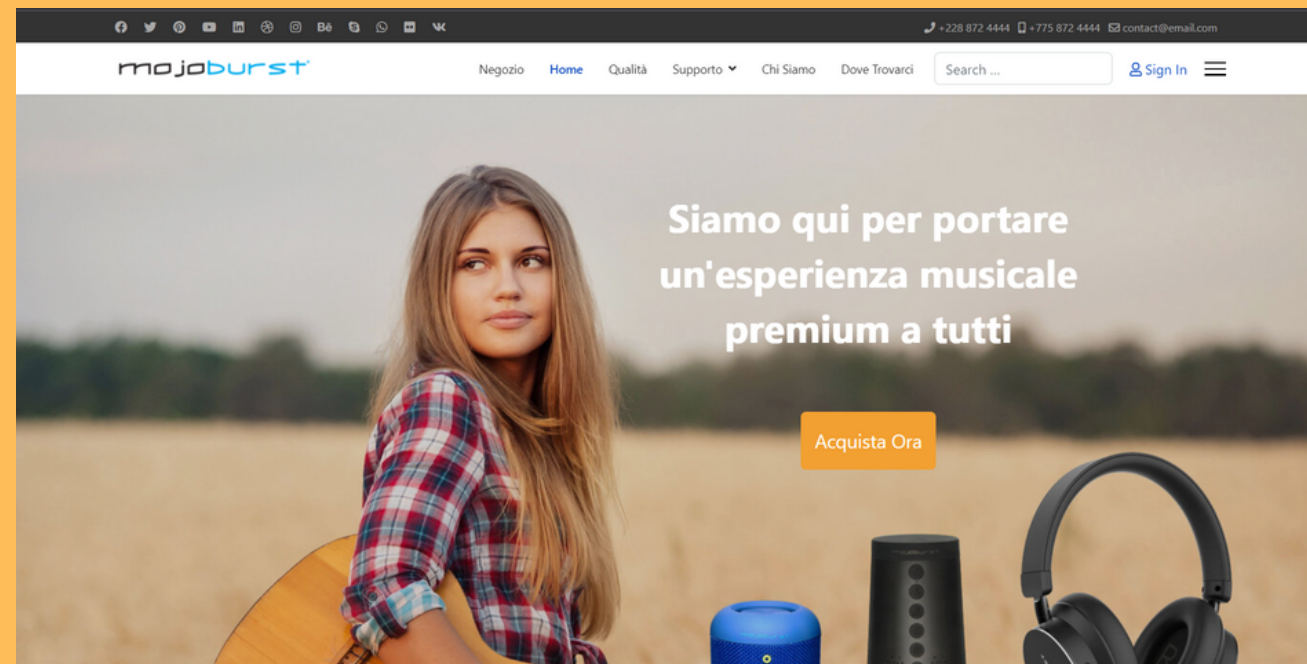 +228 872 4444 +775 872 4444 contact@email.com
mojoburst
Negozio Home Qualità Supporto Chi Siamo Dove Trovarci Search ... Sign In
Siamo qui per portare
un'esperienza musicale
premium a tutti
Acquista Ora
mojoburst